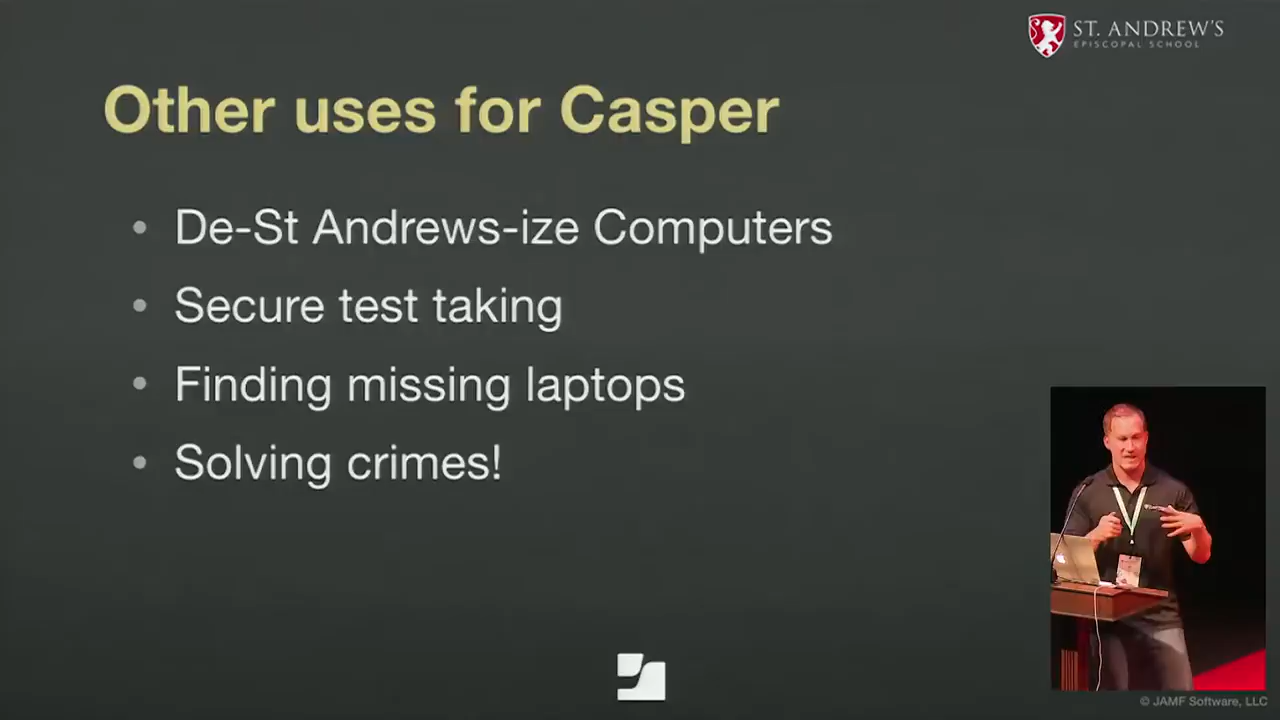 ST. ANDREW'S
EPISCOPAL SCHOOL
Other uses for Casper
• De-St Andrews-ize Computers
• Secure test taking
• Finding missing laptops
• Solving crimes!
© JAMF Software, LLC